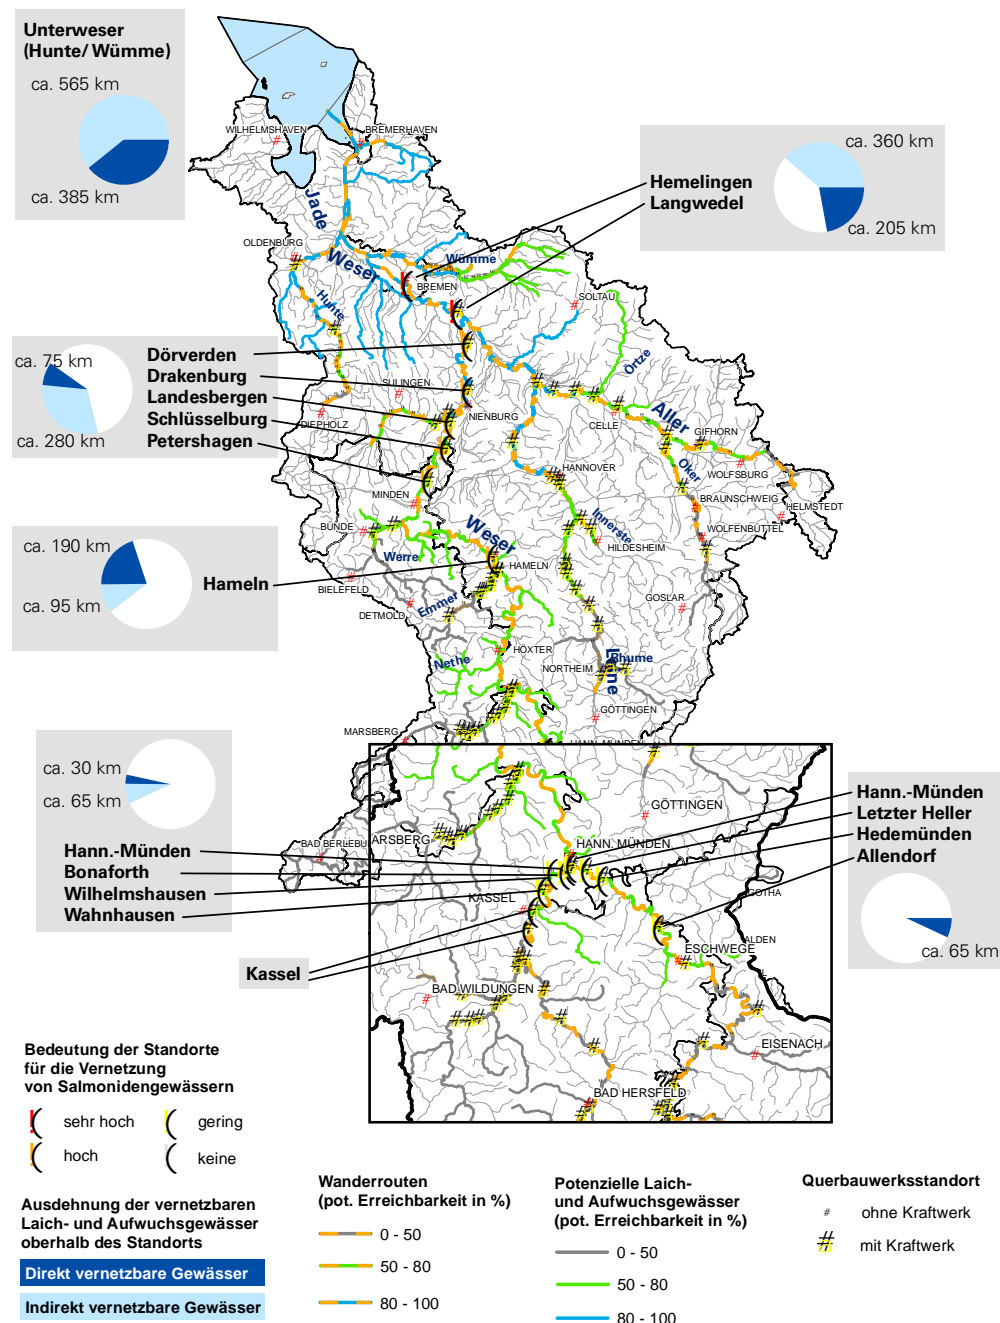 Unterweser
(Hunte/ Wümme)
ca. 565 km
ca. 385 km
WILHELMSHAVEN
BREMERHAVEN
Jade
OLDENBURG
Weser
Wümme
BREMEN
Hunte
Hemelingen
Langwedel
ca. 360 km
ca. 205 km
SOLTAU
Örtze
ca. 75 km
ca. 280 km
Dörverden
Drakenburg
Landesbergen
Schlüsselburg
Petershagen
SULINGEN
DIEPHOLZ
NIENBURG
CELLE
Aller
GIFHORN
WOLFSBURG
Oker
HANNOVER
BRAUNSCHWEIG
HELMSTEDT
MINDEN
WOLFENBÜTTEL
Innerste
HILDESHEIM
BÜNDE
Weser
Werre
HAMELN
BIELEFELD
Emmer
DETMOLD
GOSLAR
ca. 190 km
ca. 95 km
Hameln
HÖXTER
Nethe
NORTHEIM
Rhume
Leine
GÖTTINGEN
MARSBERG
HANN. MÜNDEN
ca. 30 km
ca. 65 km
Hann.-Münden
Bonaforth
Wilhelmshausen
Wahnhausen
BAD BERLEBU
ARSBERG
GÖTTINGEN
HANN. MÜNDEN
KASSEL
Hann.-Münden
Letzter Heller
Hedemünden
Allendorf
GOTHA
ca. 65 km
ESCHWEGE
ALDEN
Kassel
BAD WILDUNGEN
EISENACH
BAD HERSFELD
Bedeutung der Standorte
für die Vernetzung
von Salmonidengewässern
sehr hoch
gering
hoch
keine
Ausdehnung der vernetzbaren
Laich- und Aufwuchsgewässer
oberhalb des Standorts
Direkt vernetzbare Gewässer
Indirekt vernetzbare Gewässer
Wanderrouten
(pot. Erreichbarkeit in %)
0 - 50
50 - 80
80 - 100
Potenzielle Laich-
und Aufwuchsgewässer
(pot. Erreichbarkeit in %)
0 - 50
50 - 80
80 - 100
Querbauwerksstandort
ohne Kraftwerk
mit Kraftwerk